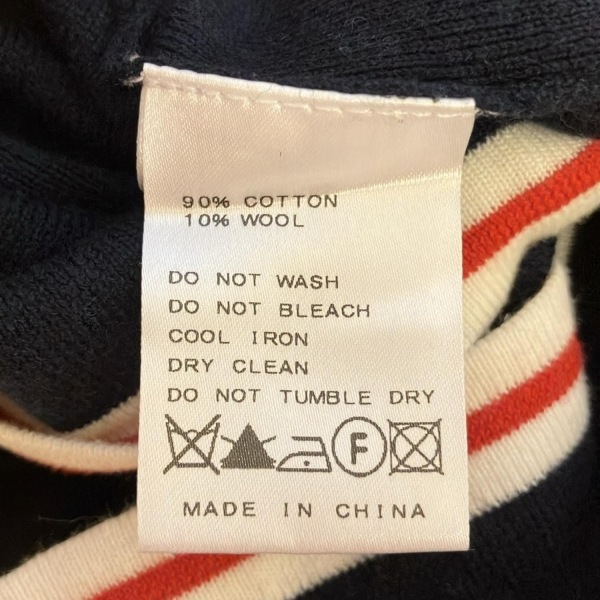 90% COTTON
10% WOOL
DO NOT WASH
DO NOT BLEACH
COOL IRON
DRY CLEAN
DO NOT TUMBLE DRY
F
MADE IN CHINA